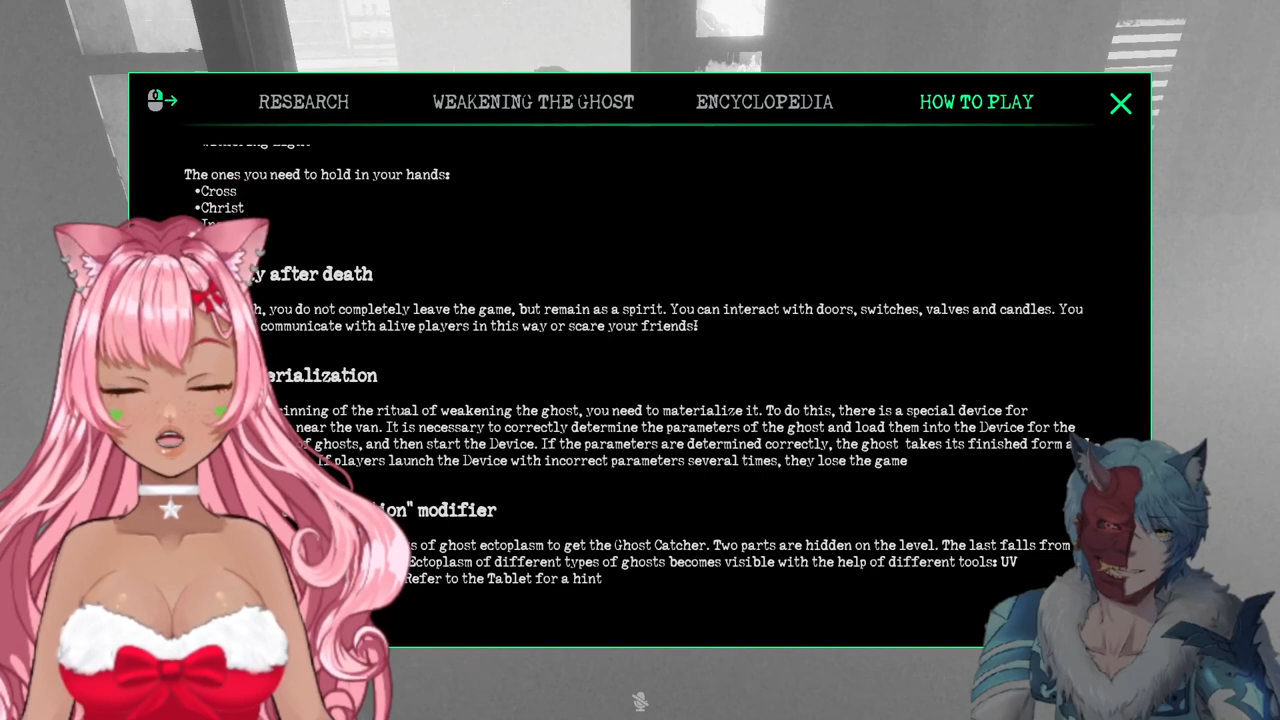 RESEARCH WEAKENING THE GHOST ENCYCLOPEDIA HOW TO PLAY
The ones you need to hold in your hands:
•Cross
•Christ
after death
you do not completely leave the game, but remain as a spirit. You can interact with doors, switches, valves and candles. You
communicate with alive players in this way or scare your friends!
of the ritual of weakening the ghost, you need to materialize it. To do this, there is a special device for
near the van. It is necessary to correctly determine the parameters of the ghost and load them into the Device for the
of ghosts, and then start the Device. If the parameters are determined correctly, the ghost takes its finished form
If players launch the Device with incorrect parameters several times, they lose the game
modifier
of ghost ectoplasm to get the Ghost Catcher. Two parts are hidden on the level. The last falls from
Ectoplasm of different types of ghosts becomes visible with the help of different tools: UV
Refer to the Tablet for a hint